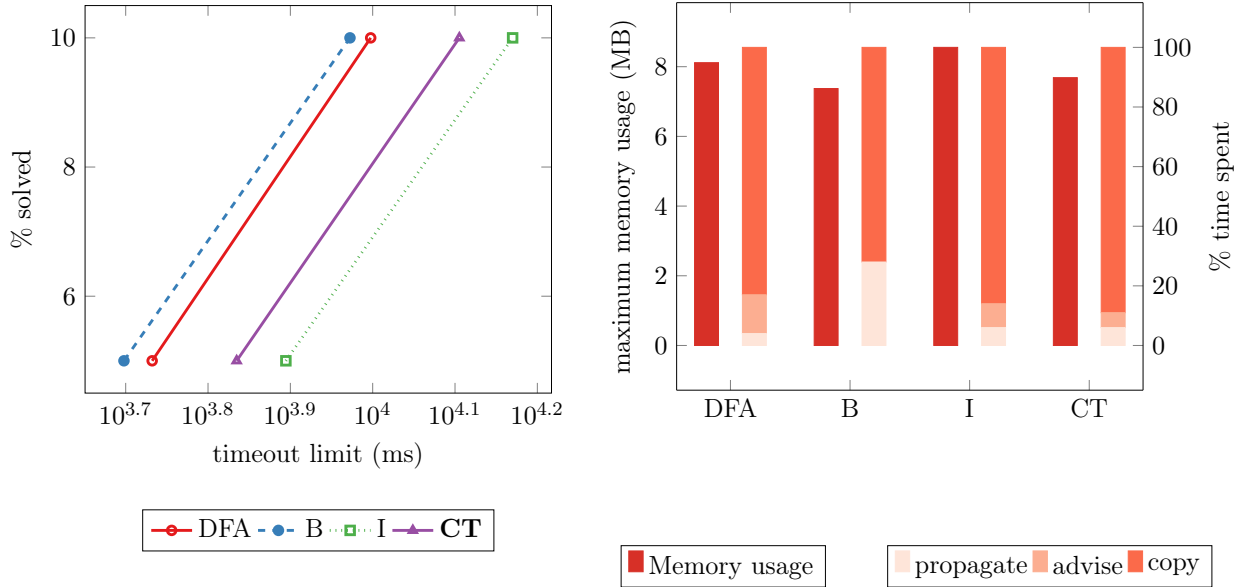 10
8
6
% solved
10^3.7 10^3.8 10^3.9 10^4 10^4.1 10^4.2
timeout limit (ms)
DFA B I CT
8
6
4
2
0
maximum memory usage (MB)
100
80
60
40
20
0
% time spent
DFA B I CT
Memory usage
propagate advise copy